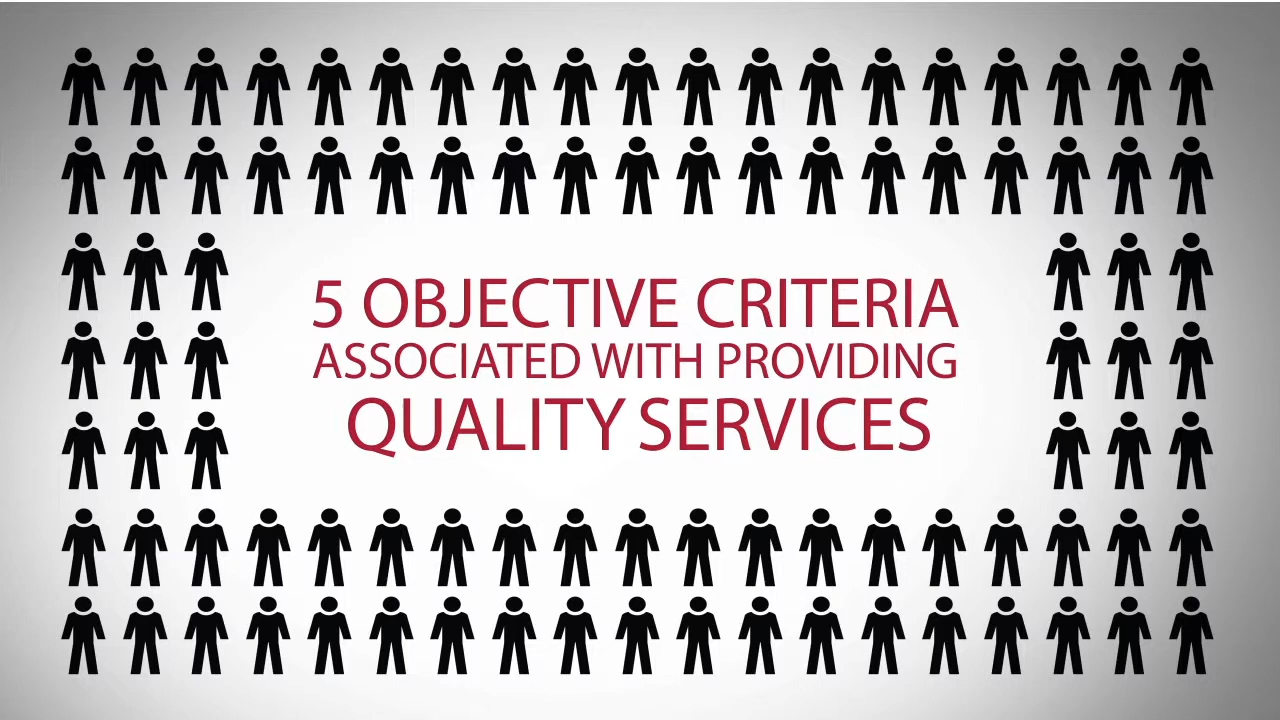 5 OBJECTIVE CRITERIA
ASSOCIATED WITH PROVIDING
QUALITY SERVICES